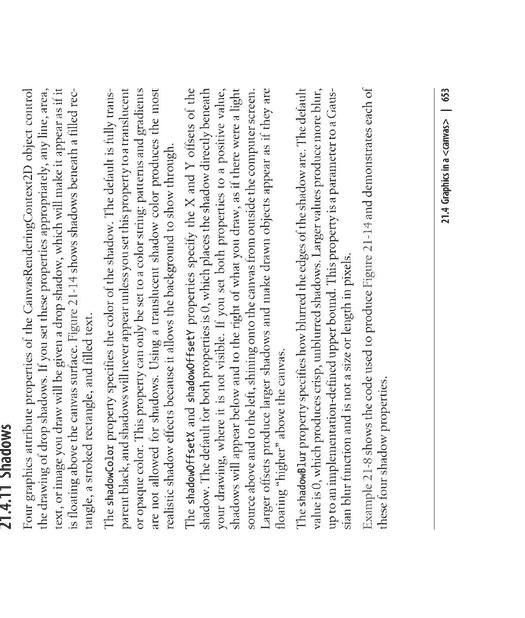 21.4.11 Shadows
Four graphics attribute properties of the CanvasRenderingContext2D object control
the drawing of drop shadows. If you set these properties appropriately, any line, area,
text, or image you draw will be given a drop shadow, which will make it appear as if it
is floating above the canvas surface. Figure 21-14 shows shadows beneath a filled rec-
tangle, a stroked rectangle, and filled text.
The shadowColor property specifies the color of the shadow. The default is fully trans-
parent black, and shadows will never appear unless you set this property to a translucent
or opaque color. This property can only be set to a color string: patterns and gradients
are not allowed for shadows. Using a translucent shadow color produces the most
realistic shadow effects because it allows the background to show through.
The shadowOffsetX and shadowOffsetY properties specify the X and Y offsets of the
shadow. The default for both properties is 0, which places the shadow directly beneath
your drawing, where it is not visible. If you set both properties to a positive value,
shadows will appear below and to the right of what you draw, as if there were a light
source above and to the left, shining onto the canvas from outside the computer screen.
Larger offsets produce larger shadows and make drawn objects appear as if they are
floating "higher" above the canvas.
The shadowBlur property specifies how blurred the edges of the shadow are. The default
value is 0, which produces crisp, unblurred shadows. Larger values produce more blur,
up to an implementation-defined upper bound. This property is a parameter to a Gaus-
sian blur function and is not a size or length in pixels.
Example 21-8 shows the code used to produce Figure 21-14 and demonstrates each of
these four shadow properties.
21.4 Graphics in a <canvas> | 653